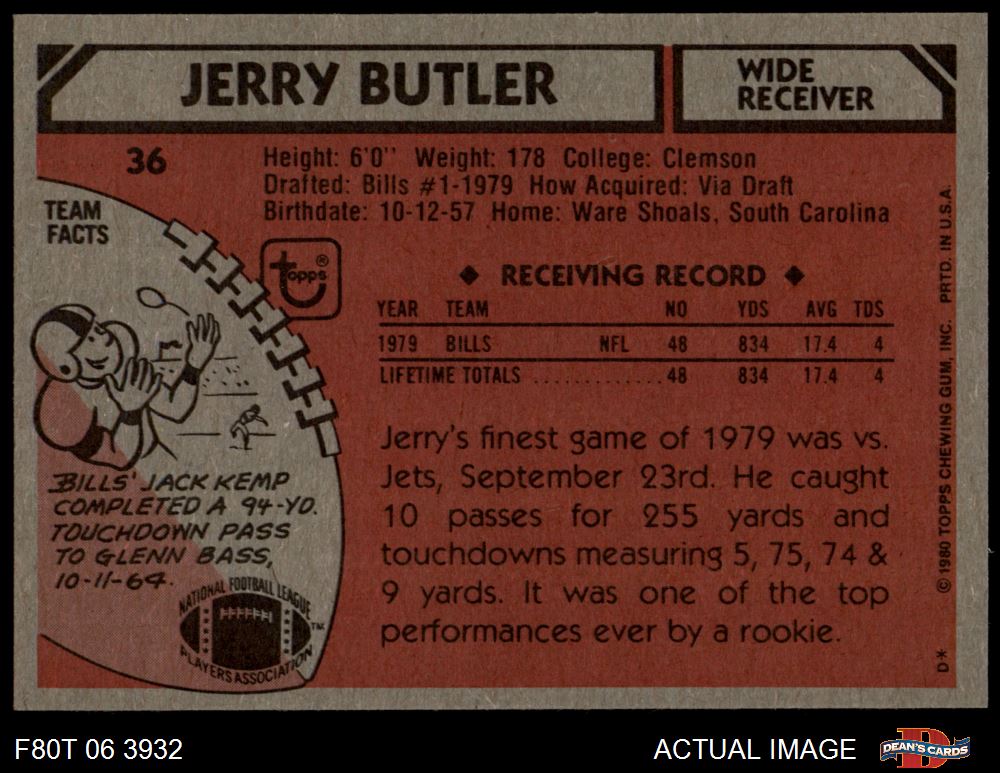 JERRY BUTLER
WIDE
RECEIVER
36
Height: 6'0" Weight: 178 College: Clemson
Drafted: Bills #1-1979 How Acquired: Via Draft
Birthdate: 10-12-57 Home: Ware Shoals, South Carolina
TEAM
FACTS
topps®
◆ RECEIVING RECORD ◆
YEAR TEAM NO YDS AVG TDS
1979 BILLS NFL 48 834 17.4 4
LIFETIME TOTALS ............. 48 834 17.4 4
Jerry's finest game of 1979 was vs.
Jets, September 23rd. He caught
10 passes for 255 yards and
touchdowns measuring 5, 75, 74 &
9 yards. It was one of the top
performances ever by a rookie.
BILLS' JACK KEMP
COMPLETED A 94-YD.
TOUCHDOWN PASS
TO GLENN BASS,
10-11-64.
NATIONAL FOOTBALL LEAGUE
PLAYERS ASSOCIATION
TM
D* © 1980 TOPPS CHEWING GUM, INC. PRTD. IN U.S.A.
F80T 06 3932
ACTUAL IMAGE
DEAN'S CARDS